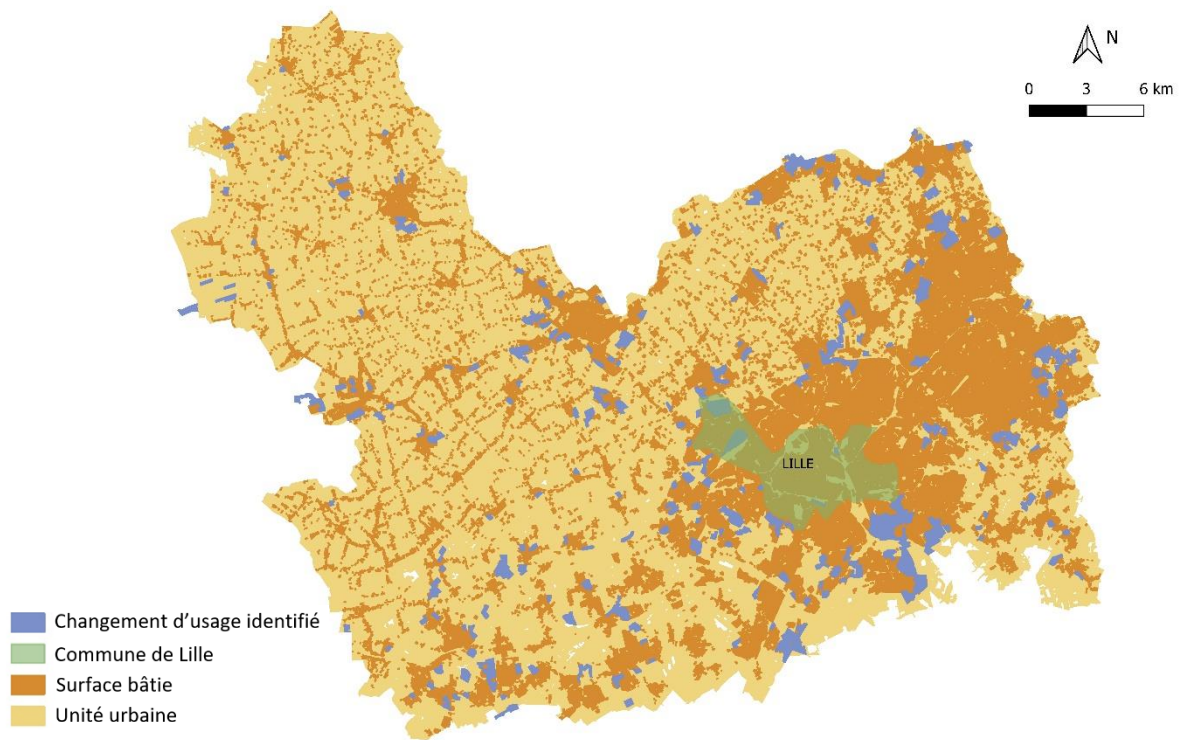 N
0 3 6 km
LILLE
Changement d'usage identifié
Commune de Lille
Surface bâtie
Unité urbaine